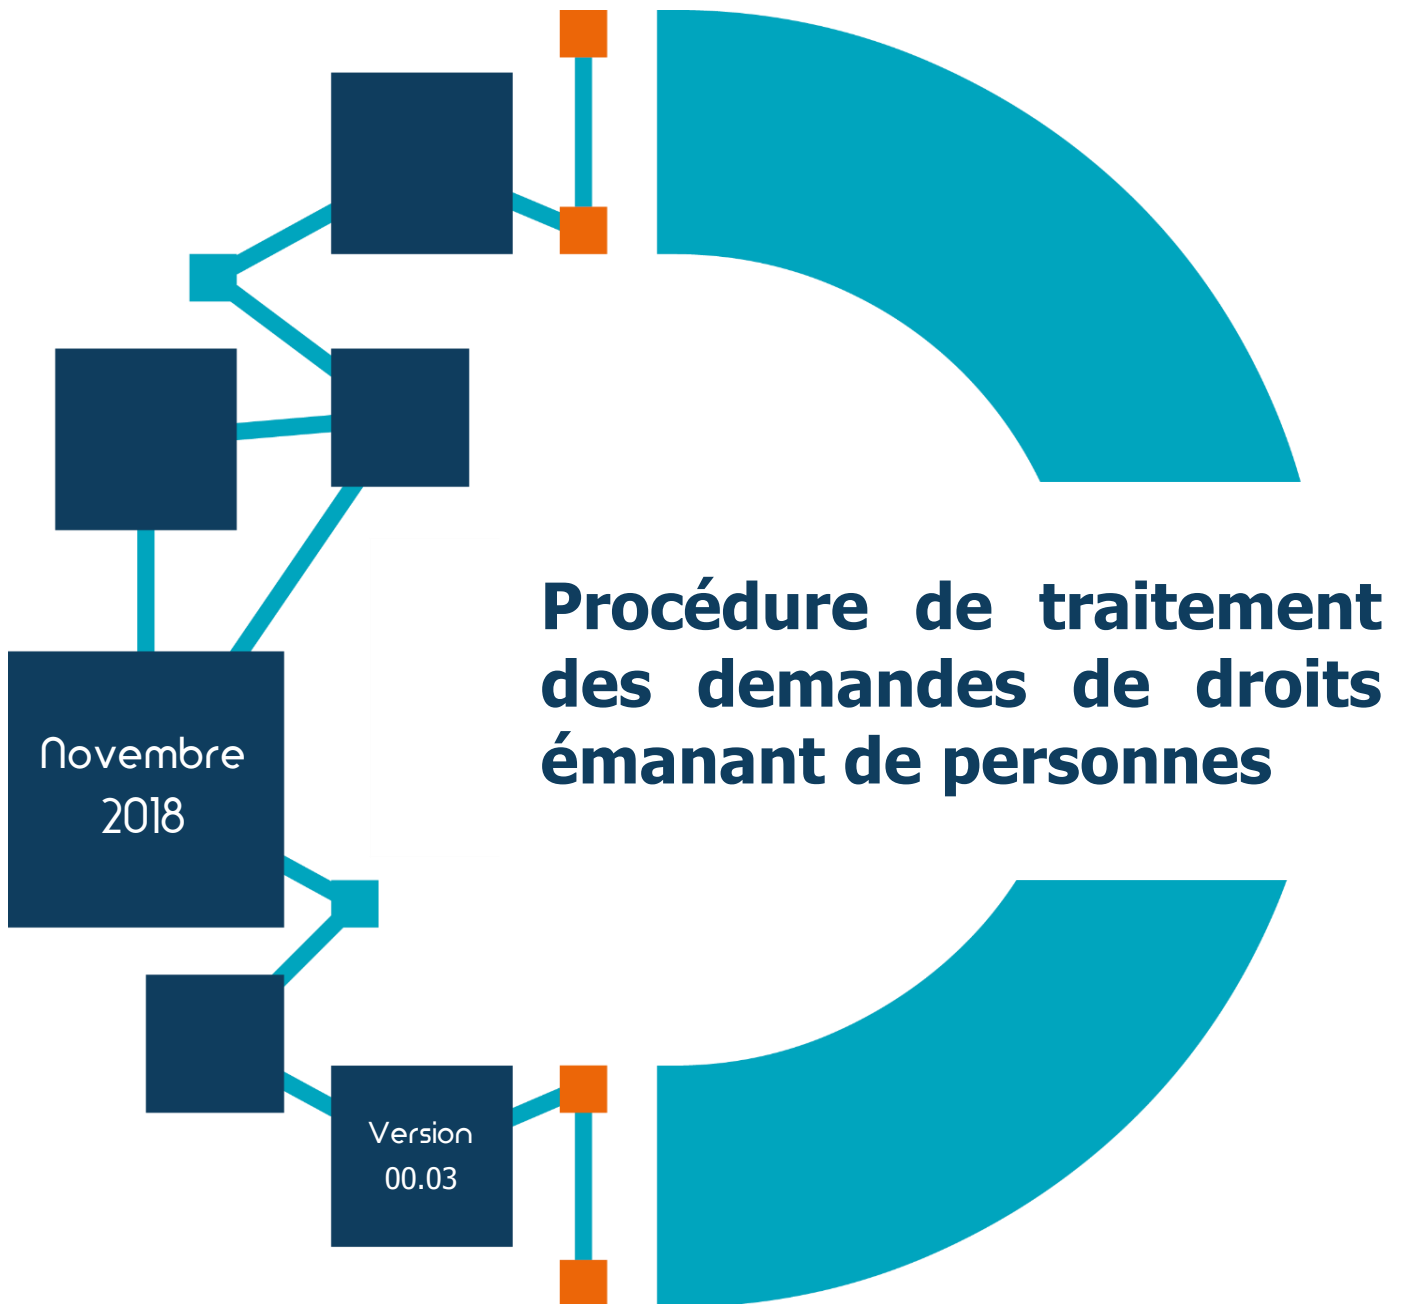 Procédure de traitement
des demandes de droits
émanant de personnes
Novembre
2018
Version
00.03